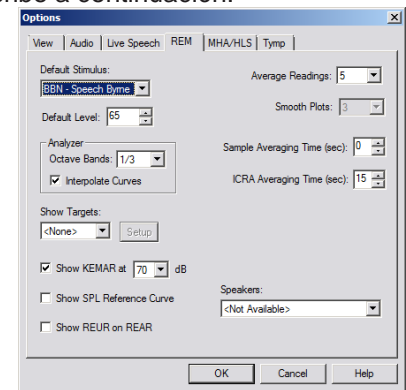 Options
View Audio Live Speech REM MHA/HLS Tymp
Default Stimulus:
BBN - Speech Byrne
Average Readings: 5
Default Level: 65
Smooth Plots: 3
Analyzer
Octave Bands: 1/3
Sample Averaging Time (sec): 0
Interpolate Curves
ICRA Averaging Time (sec): 15
Show Targets:
<None> Setup
Show KEMAR at 70 dB
Show SPL Reference Curve
Speakers:
<Not Available>
Show REUR on REAR
OK Cancel Help